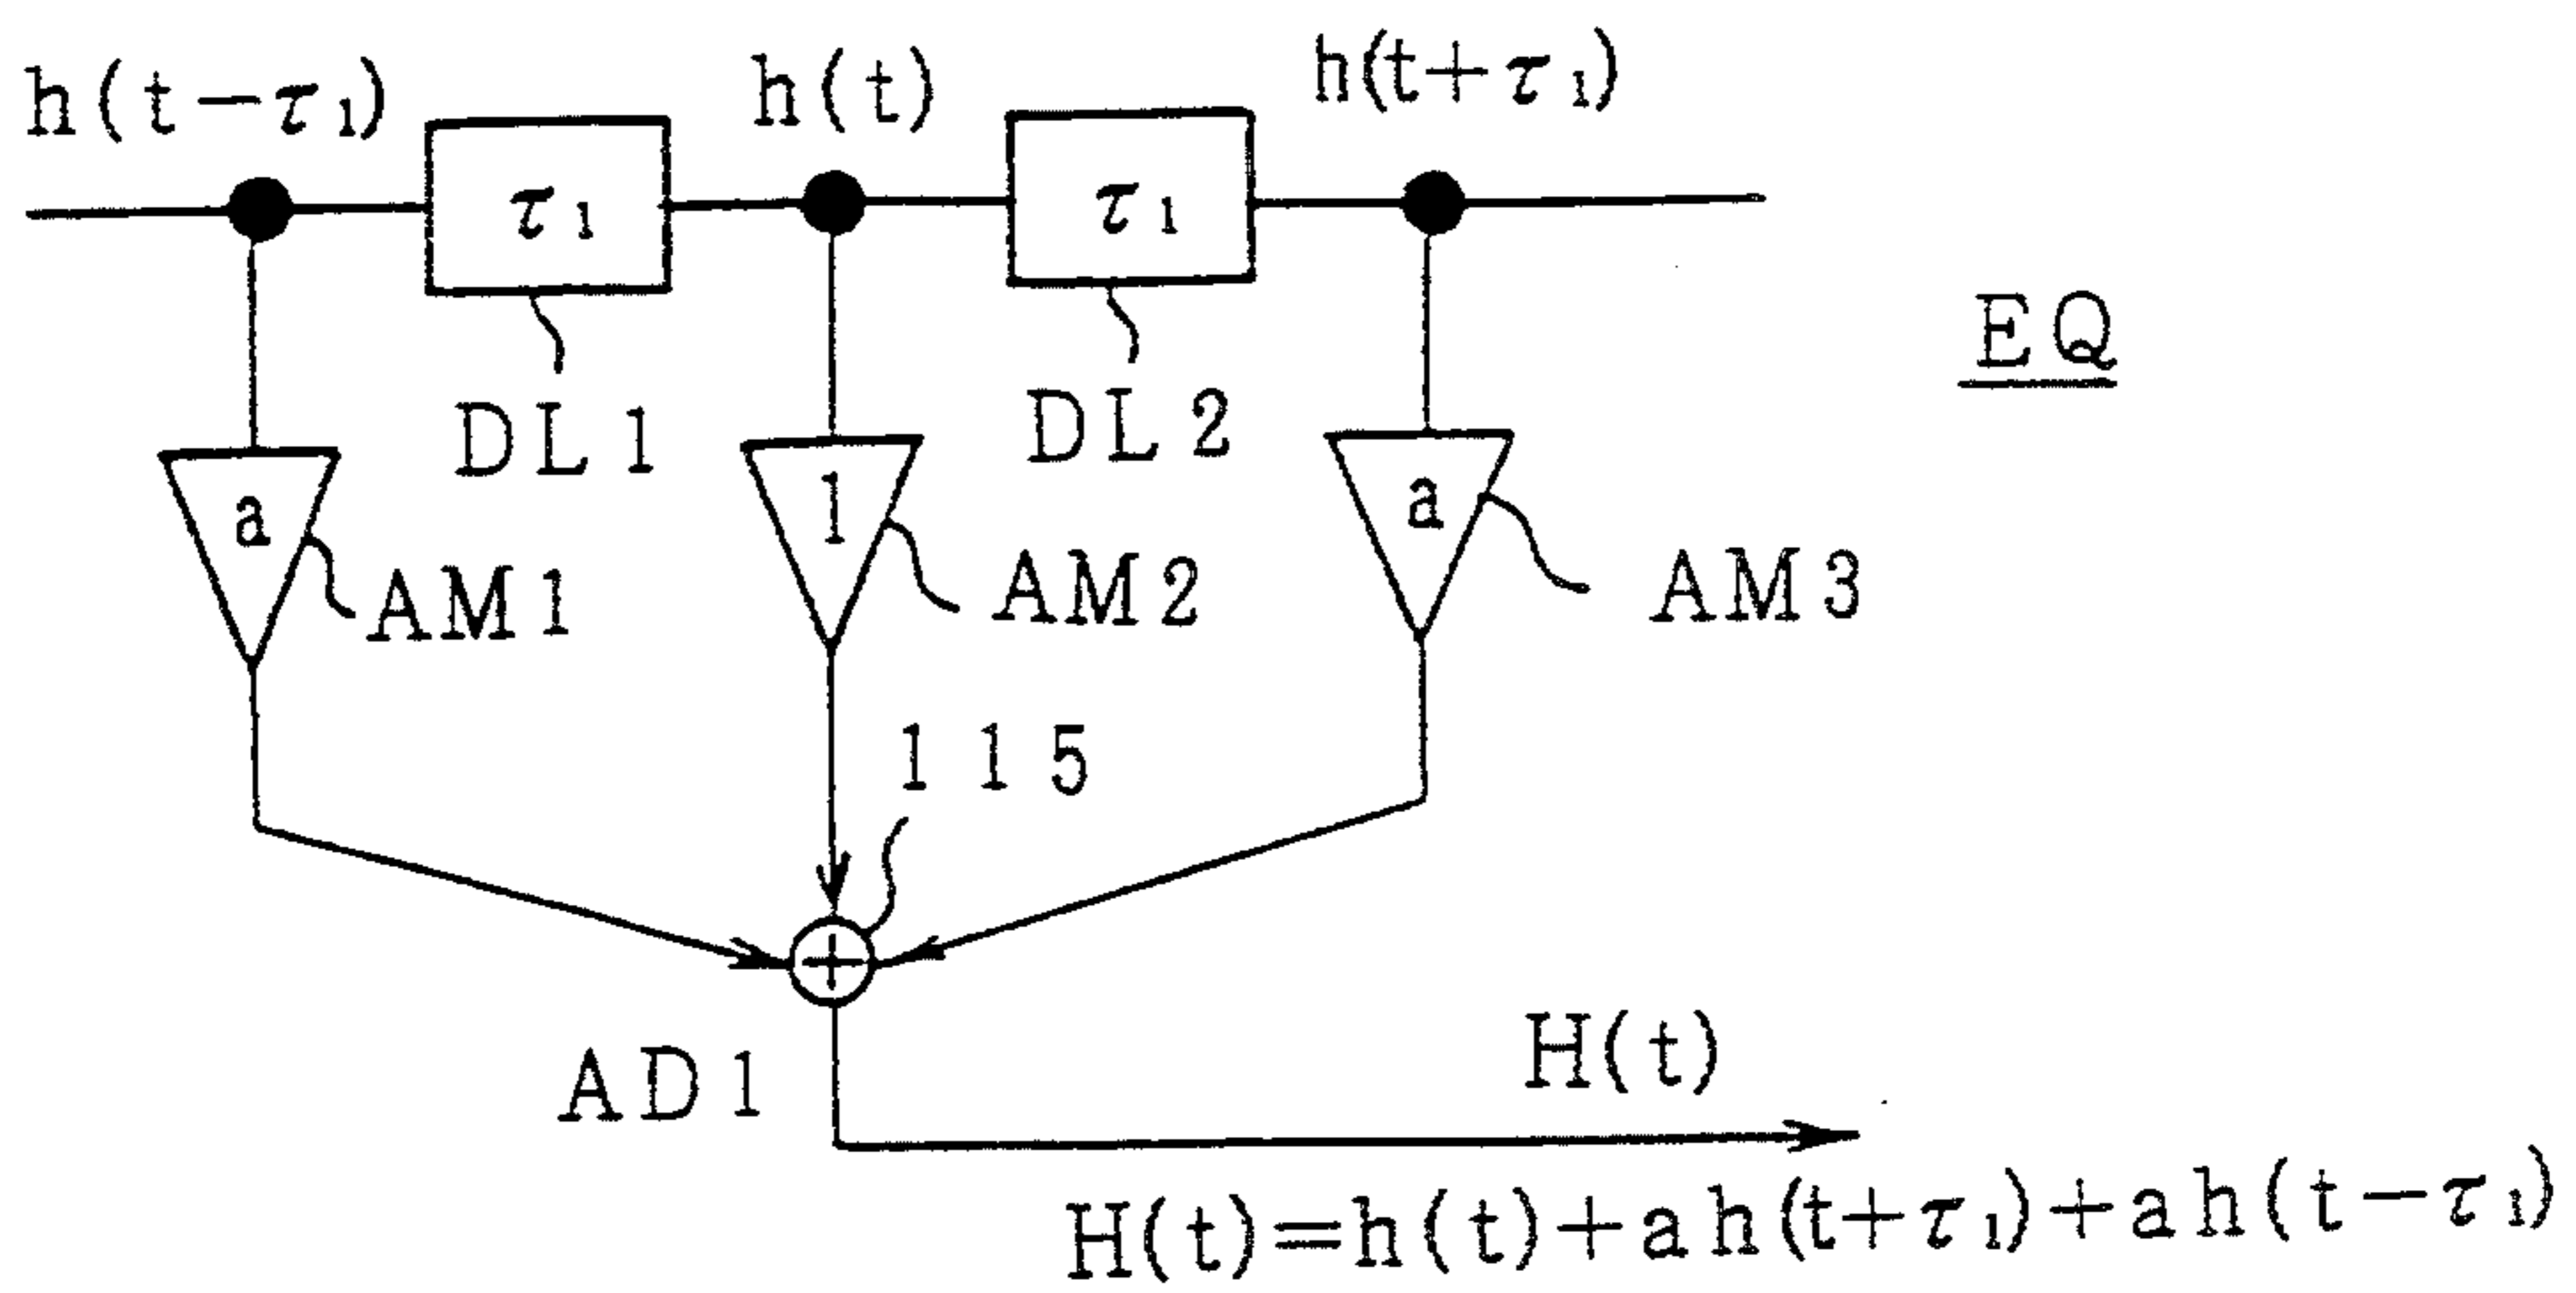 h(t−τ₁) h(t) h(t+τ₁)
τ₁ τ₁
EQ
DL1 DL2
a 1 a
AM1 AM2 AM3
115
AD1
H(t)
H(t)=h(t)+ah(t+τ₁)+ah(t−τ₁)